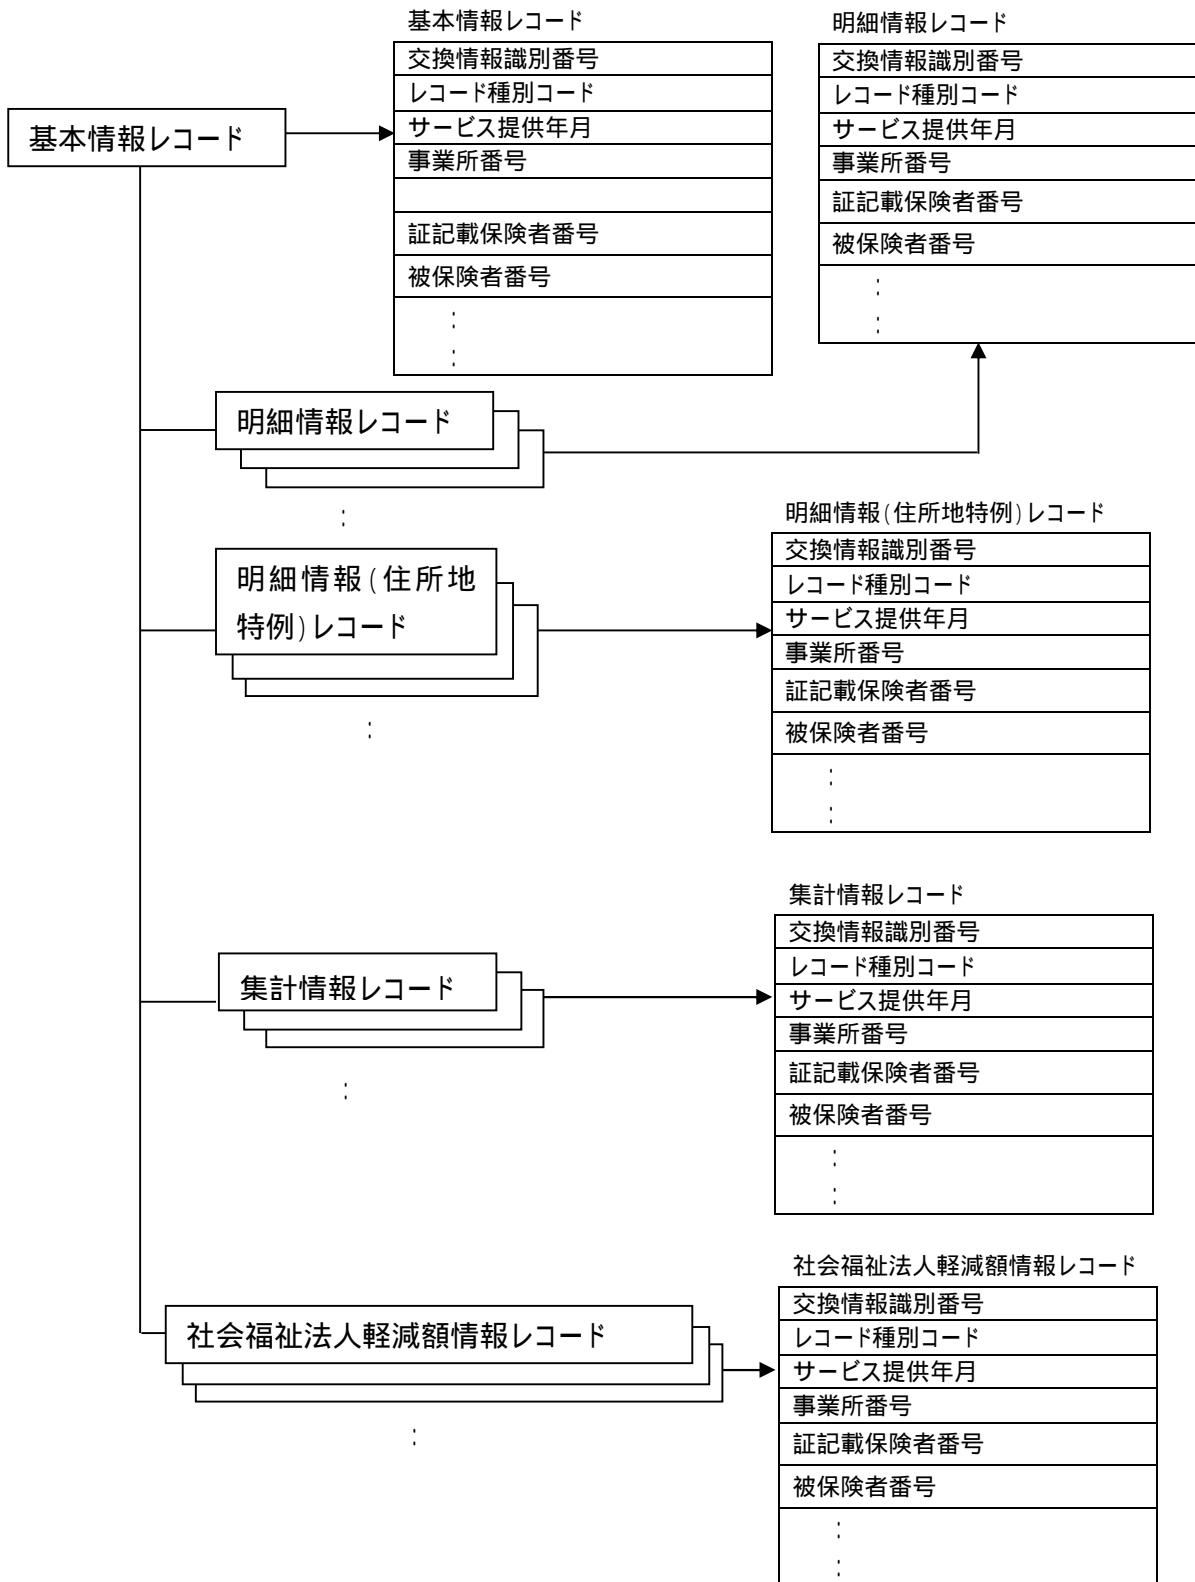 基本情報レコード
基本情報レコード
交換情報識別番号
レコード種別コード
サービス提供年月
事業所番号
証記載保険者番号
被保険者番号
:
:
明細情報レコード
交換情報識別番号
レコード種別コード
サービス提供年月
事業所番号
証記載保険者番号
被保険者番号
:
:
明細情報レコード
:
明細情報(住所地
特例)レコード
:
明細情報(住所地特例)レコード
交換情報識別番号
レコード種別コード
サービス提供年月
事業所番号
証記載保険者番号
被保険者番号
:
:
集計情報レコード
:
集計情報レコード
交換情報識別番号
レコード種別コード
サービス提供年月
事業所番号
証記載保険者番号
被保険者番号
:
:
社会福祉法人軽減額情報レコード
:
社会福祉法人軽減額情報レコード
交換情報識別番号
レコード種別コード
サービス提供年月
事業所番号
証記載保険者番号
被保険者番号
:
: